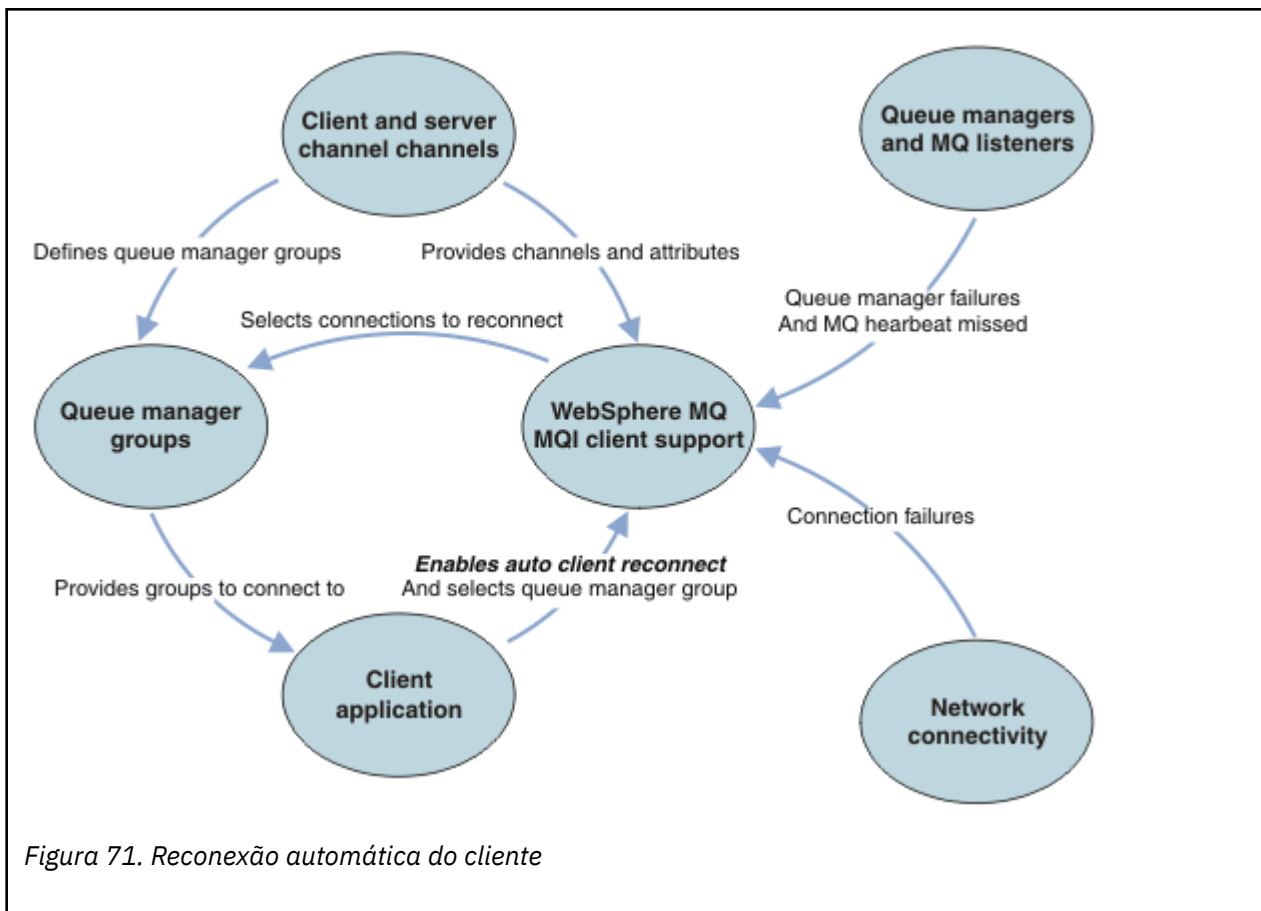 Client and server
channel channels
Queue managers
and MQ listeners
Defines queue manager groups
Provides channels and attributes
Queue manager failures
And MQ hearbeat missed
Selects connections to reconnect
Queue manager
groups
WebSphere MQ
MQI client support
Connection failures
Enables auto client reconnect
And selects queue manager group
Provides groups to connect to
Client
application
Network
connectivity
Figura 71. Reconexão automática do cliente